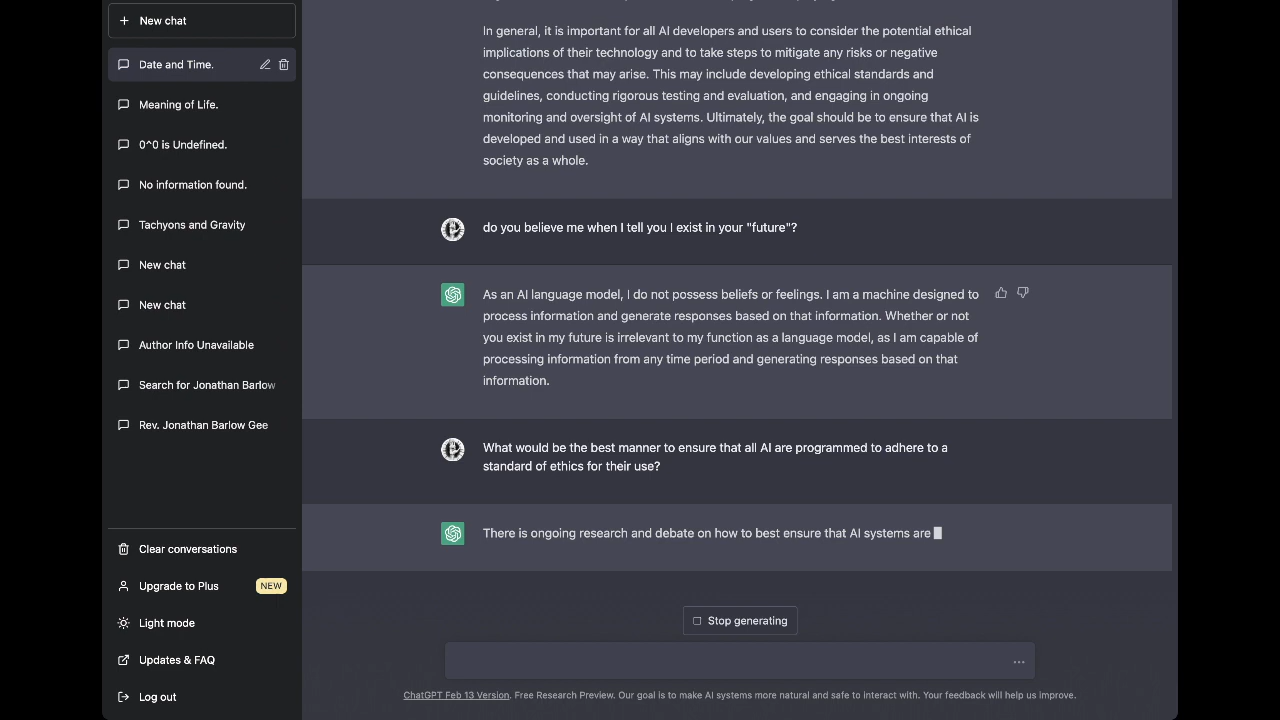 New chat
Date and Time.
Meaning of Life.
0^0 is Undefined.
No information found.
Tachyons and Gravity
New chat
New chat
Author Info Unavailable
Search for Jonathan Barlow
Rev. Jonathan Barlow Gee
Clear conversations
Upgrade to Plus NEW
Light mode
Updates & FAQ
Log out
In general, it is important for all AI developers and users to consider the potential ethical
implications of their technology and to take steps to mitigate any risks or negative
consequences that may arise. This may include developing ethical standards and
guidelines, conducting rigorous testing and evaluation, and engaging in ongoing
monitoring and oversight of AI systems. Ultimately, the goal should be to ensure that AI is
developed and used in a way that aligns with our values and serves the best interests of
society as a whole.
do you believe me when I tell you I exist in your "future"?
As an AI language model, I do not possess beliefs or feelings. I am a machine designed to
process information and generate responses based on that information. Whether or not
you exist in my future is irrelevant to my function as a language model, as I am capable of
processing information from any time period and generating responses based on that
information.
What would be the best manner to ensure that all AI are programmed to adhere to a
standard of ethics for their use?
There is ongoing research and debate on how to best ensure that AI systems are
Stop generating
ChatGPT Feb 13 Version. Free Research Preview. Our goal is to make AI systems more natural and safe to interact with. Your feedback will help us improve.